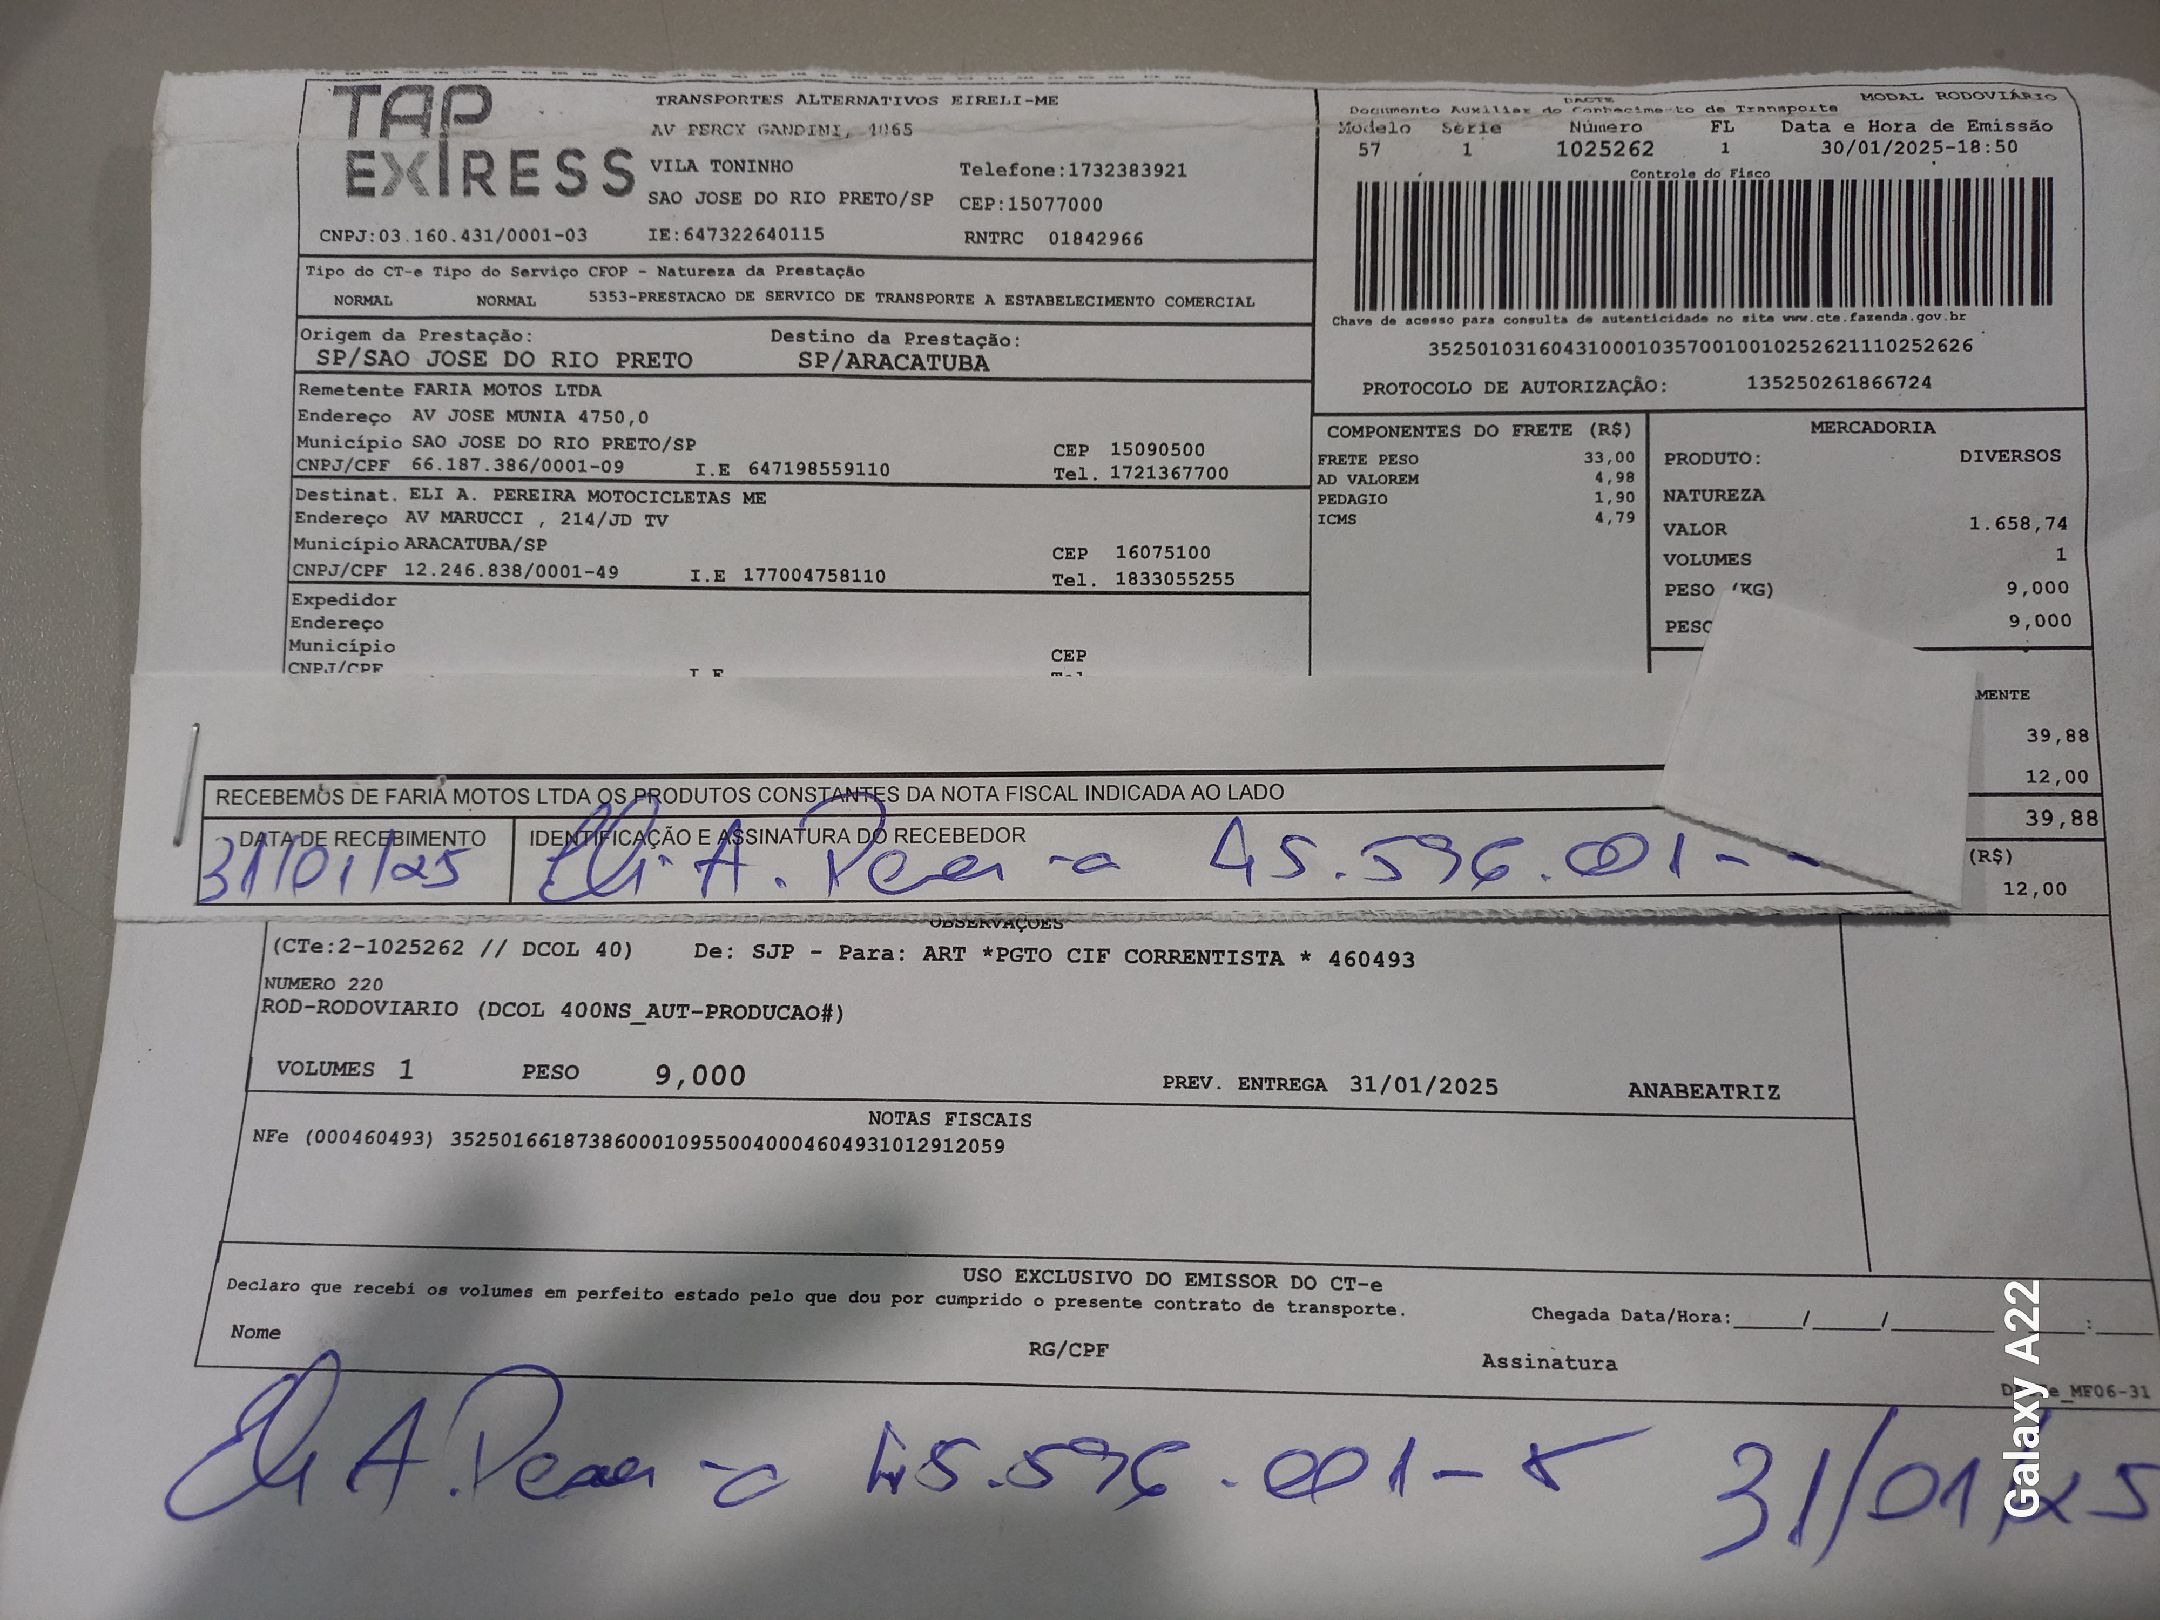 TAP EXPRESS
TRANSPORTES ALTERNATIVOS EIRELI-ME
AV PERCY GANDINI, 1065
VILA TONINHO Telefone:1732383921
SAO JOSE DO RIO PRETO/SP CEP:15077000
CNPJ:03.160.431/0001-03 IE:647322640115 RNTRC 01842966
DACTE MODAL RODOVIÁRIO
Documento Auxiliar do Conhecimento de Transporte
Modelo Série Número FL Data e Hora de Emissão
57 1 1025262 1 30/01/2025-18:50
Controle do Fisco
Chave de acesso para consulta de autenticidade no site www.cte.fazenda.gov.br
35250103160431000103570010010252621110252626
PROTOCOLO DE AUTORIZAÇÃO: 135250261866724
Tipo do CT-e Tipo do Serviço CFOP - Natureza da Prestação
NORMAL NORMAL 5353-PRESTACAO DE SERVICO DE TRANSPORTE A ESTABELECIMENTO COMERCIAL
Origem da Prestação: Destino da Prestação:
SP/SAO JOSE DO RIO PRETO SP/ARACATUBA
Remetente FARIA MOTOS LTDA
Endereço AV JOSE MUNIA 4750,0
Município SAO JOSE DO RIO PRETO/SP CEP 15090500
CNPJ/CPF 66.187.386/0001-09 I.E 647198559110 Tel. 1721367700
Destinat. ELI A. PEREIRA MOTOCICLETAS ME
Endereço AV MARUCCI , 214/JD TV
Município ARACATUBA/SP CEP 16075100
CNPJ/CPF 12.246.838/0001-49 I.E 177004758110 Tel. 1833055255
Expedidor
Endereço
Município CEP
CNPJ/CPF I.E Tel
COMPONENTES DO FRETE (R$)
FRETE PESO 33,00
AD VALOREM 4,98
PEDAGIO 1,90
ICMS 4,79
MERCADORIA
PRODUTO: DIVERSOS
NATUREZA
VALOR 1.658,74
VOLUMES 1
PESO (KG) 9,000
PESO 9,000
MENTE
39,88
12,00
39,88
(R$)
12,00
RECEBEMOS DE FARIA MOTOS LTDA OS PRODUTOS CONSTANTES DA NOTA FISCAL INDICADA AO LADO
DATA DE RECEBIMENTO IDENTIFICAÇÃO E ASSINATURA DO RECEBEDOR
31/01/25 Eli A. Pereira 45.596.001-
OBSERVAÇÕES
(CTe:2-1025262 // DCOL 40) De: SJP - Para: ART *PGTO CIF CORRENTISTA * 460493
NUMERO 220
ROD-RODOVIARIO (DCOL 400NS_AUT-PRODUCAO#)
VOLUMES 1 PESO 9,000 PREV. ENTREGA 31/01/2025 ANABEATRIZ
NOTAS FISCAIS
NFe (000460493) 35250166187386000109550040004604931012912059
USO EXCLUSIVO DO EMISSOR DO CT-e
Declaro que recebi os volumes em perfeito estado pelo que dou por cumprido o presente contrato de transporte.
Chegada Data/Hora:_____/_____/_____ :
Nome RG/CPF Assinatura
_MF06-31
Eli A. Pereira 45.596.001- 31/01/25
Galaxy A22